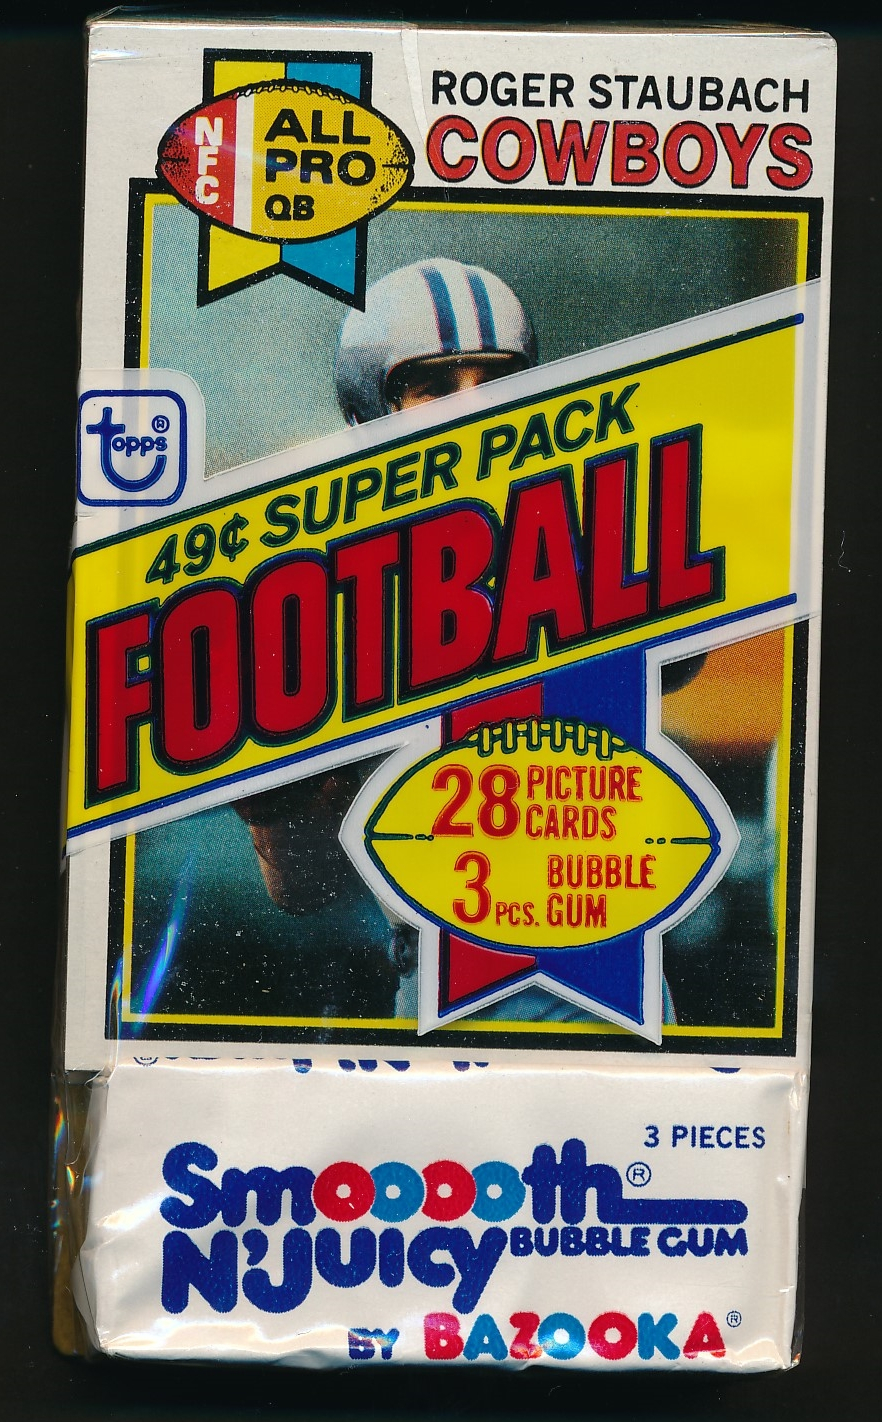 ROGER STAUBACH
COWBOYS
NFC
ALL
PRO
QB
topps®
49¢ SUPER PACK
FOOTBALL
28 PICTURE CARDS
3 PCS. BUBBLE GUM
3 PIECES
Smoooooth®
N'JUICY BUBBLE GUM
BY BAZOOKA®